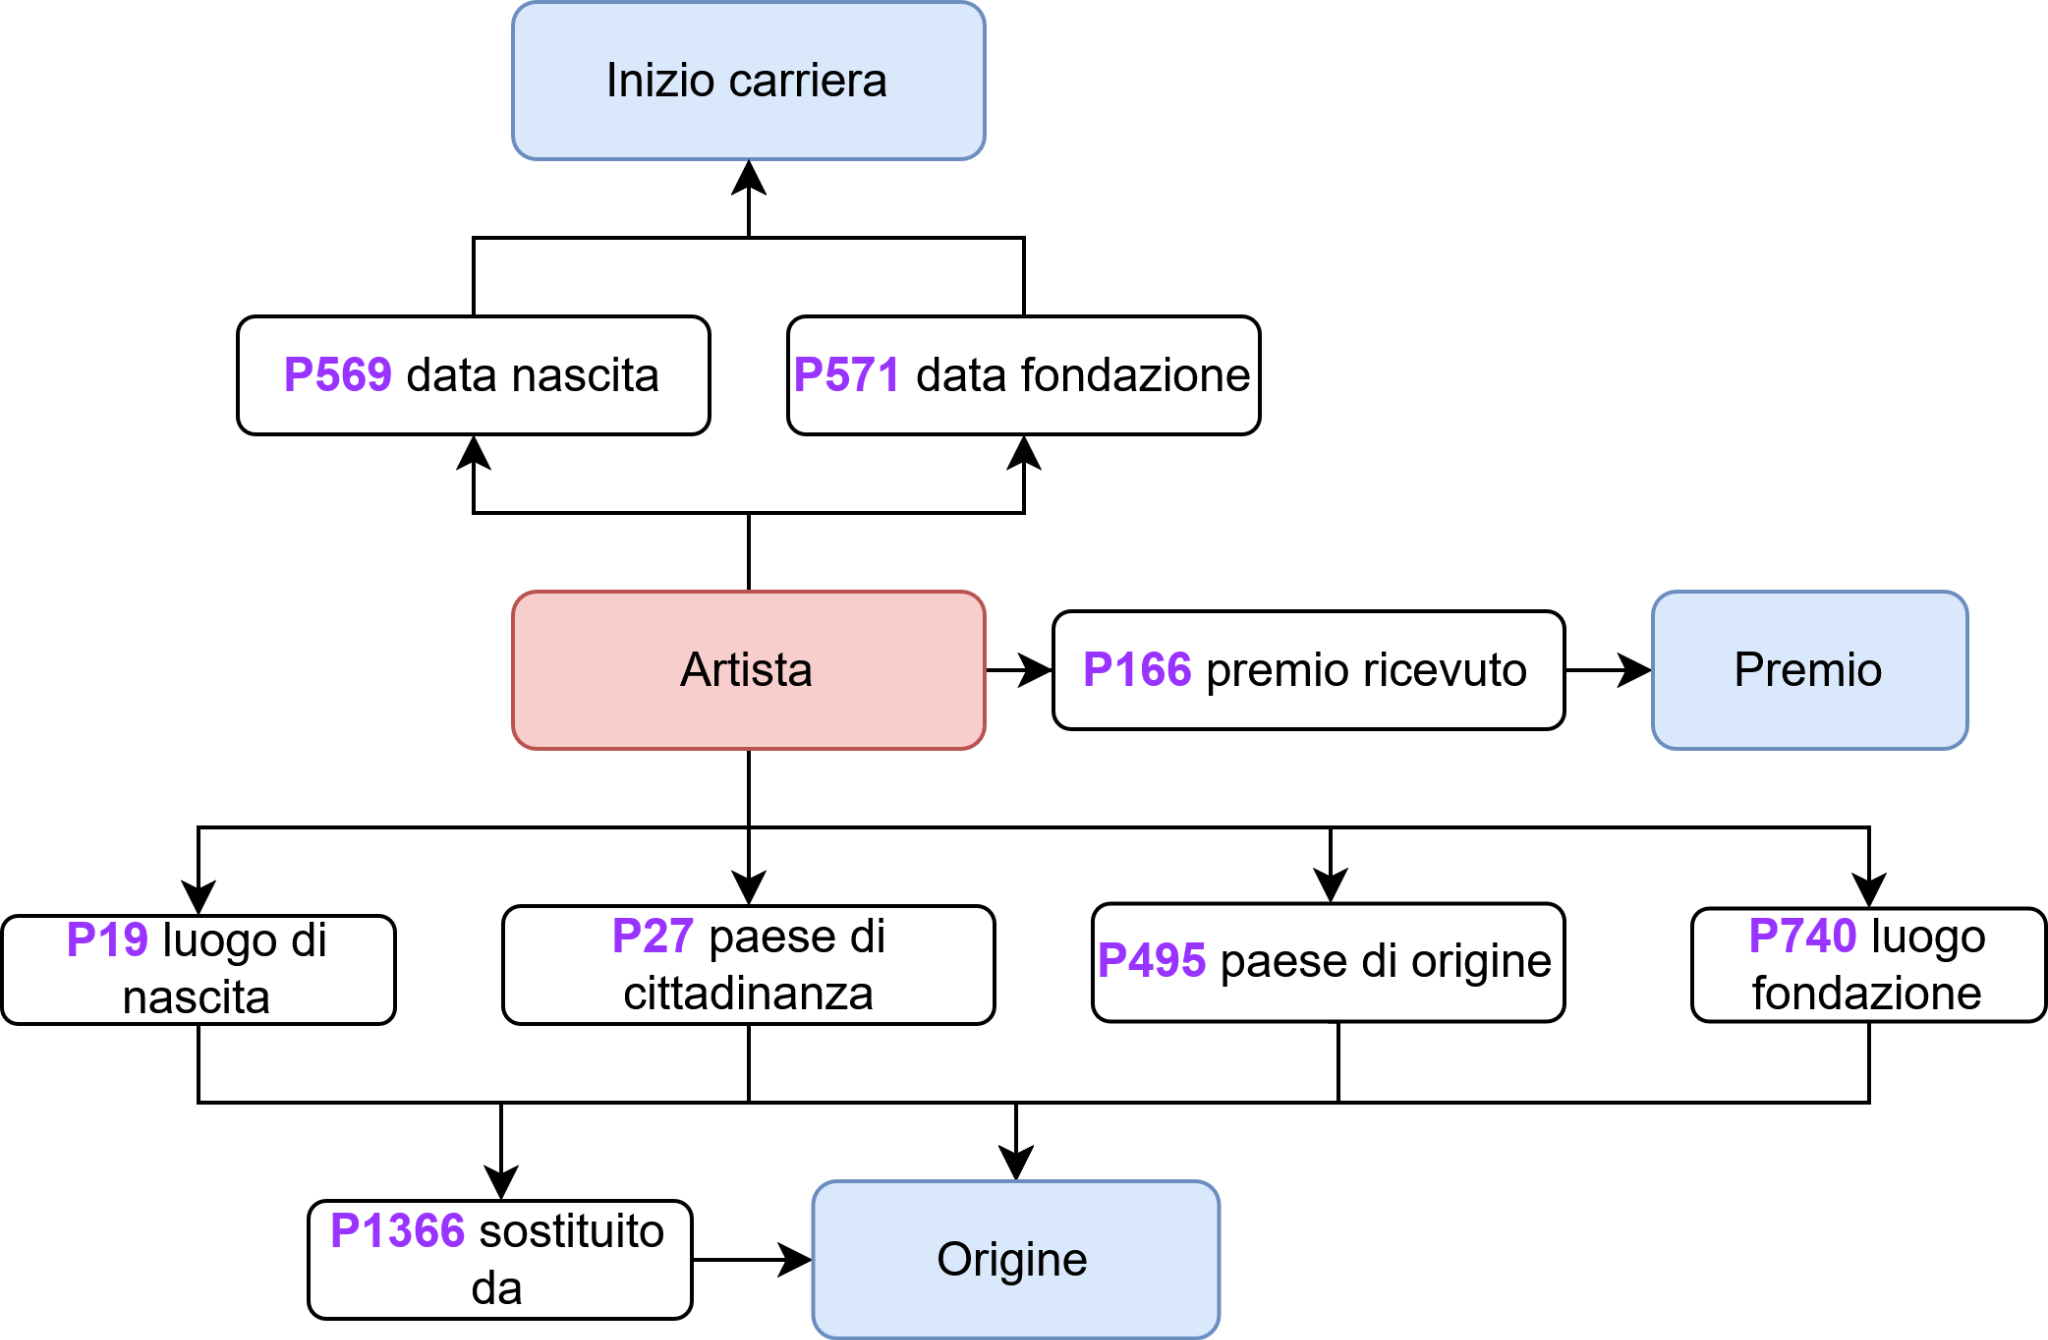 Inizio carriera
P569 data nascita
P571 data fondazione
Artista
P166 premio ricevuto
Premio
P19 luogo di
nascita
P27 paese di
cittadinanza
P495 paese di origine
P740 luogo
fondazione
P1366 sostituito
da
Origine